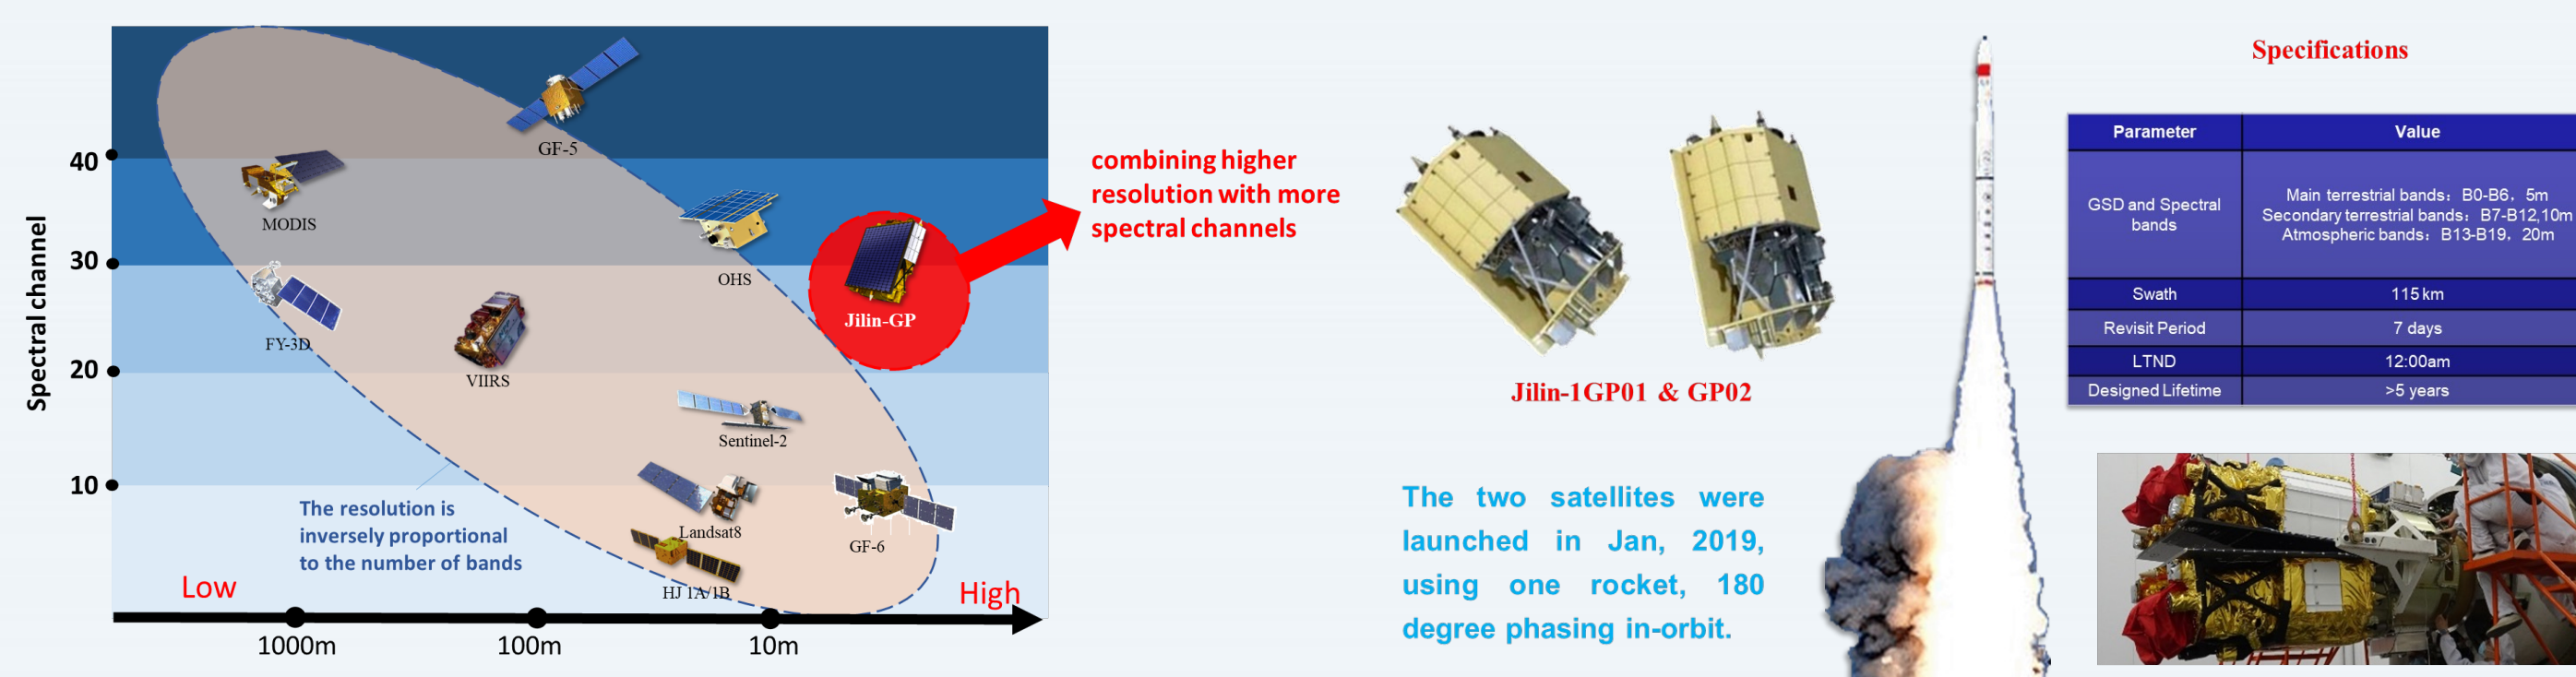 Spectral channel
40
30
20
10
GF-5
MODIS
OHS
FY-3D
VIIRS
Jilin-GP
Sentinel-2
Landsat8
GF-6
HJ 1A/1B
The resolution is
inversely proportional
to the number of bands
Low
High
1000m
100m
10m
combining higher
resolution with more
spectral channels
Jilin-1GP01 & GP02
The two satellites were
launched in Jan, 2019,
using one rocket, 180
degree phasing in-orbit.
Specifications
Parameter Value
GSD and Spectral
bands
Main terrestrial bands：B0-B6，5m
Secondary terrestrial bands：B7-B12,10m
Atmospheric bands：B13-B19，20m
Swath 115 km
Revisit Period 7 days
LTND 12:00am
Designed Lifetime >5 years